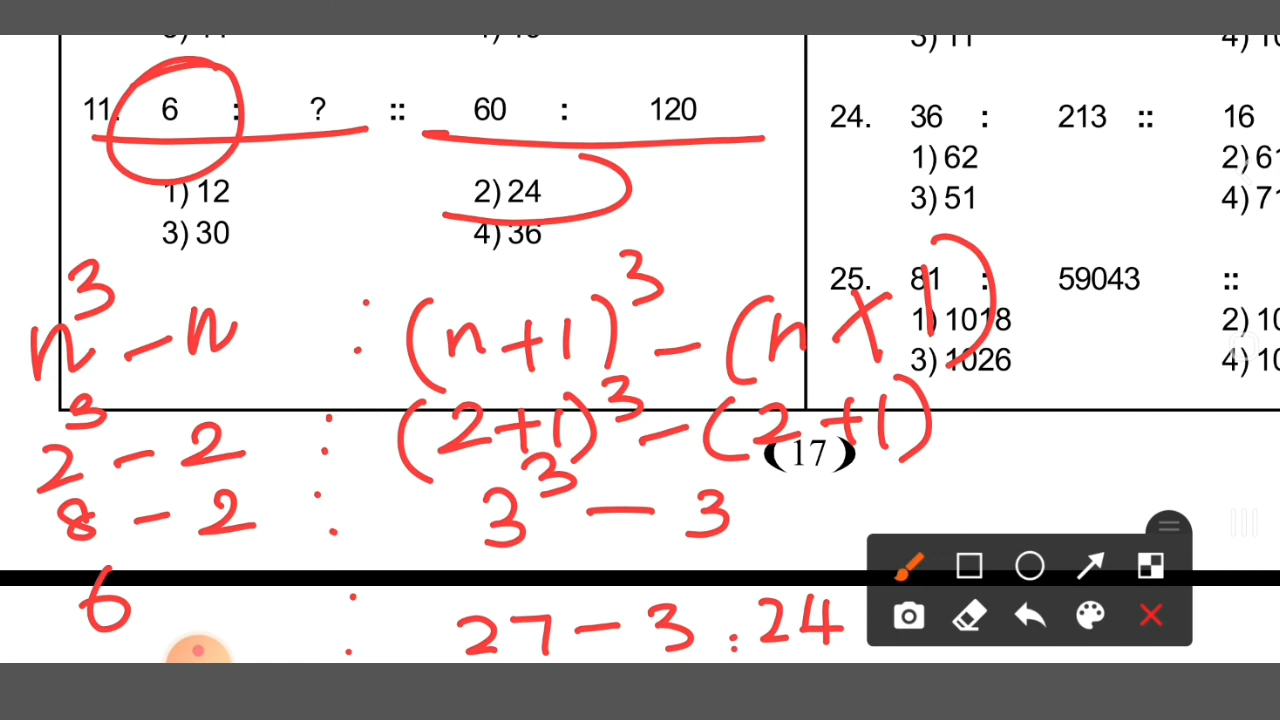 3) 11
11. 6 : ? :: 60 : 120
1) 12 2) 24
3) 30 4) 36
24. 36 : 213 :: 16
1) 62
3) 51
25. 81 : 59043 ::
1) 1018
3) 1026
n³ - n : (n+1)³ - (n+1)
2³ - 2 : (2+1)³ - (2+1)
(17)
8 - 2 : 3³ - 3
6 : 27 - 3 : 24